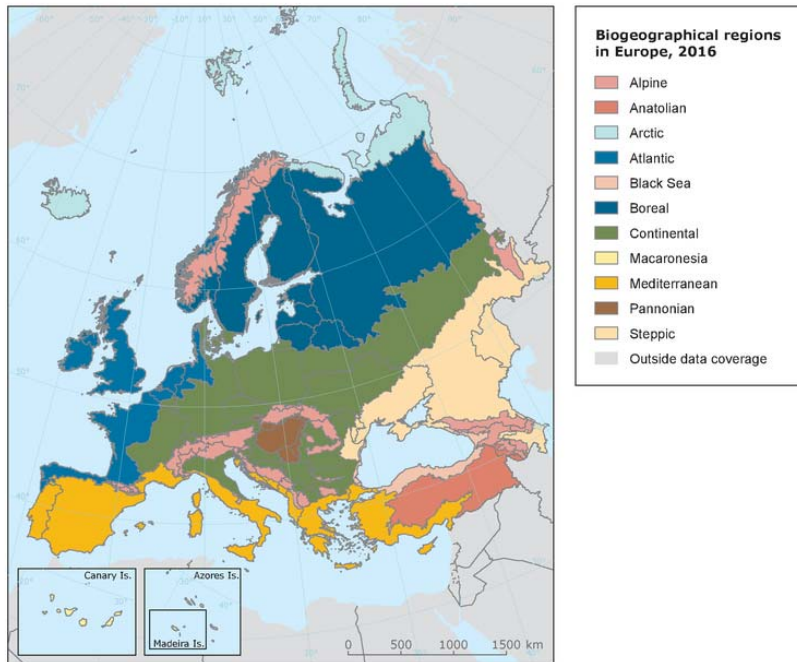 Biogeographical regions
in Europe, 2016
Alpine
Anatolian
Arctic
Atlantic
Black Sea
Boreal
Continental
Macaronesia
Mediterranean
Pannonian
Steppic
Outside data coverage
Canary Is.
Azores Is.
Madeira Is.
0 500 1000 1500 km